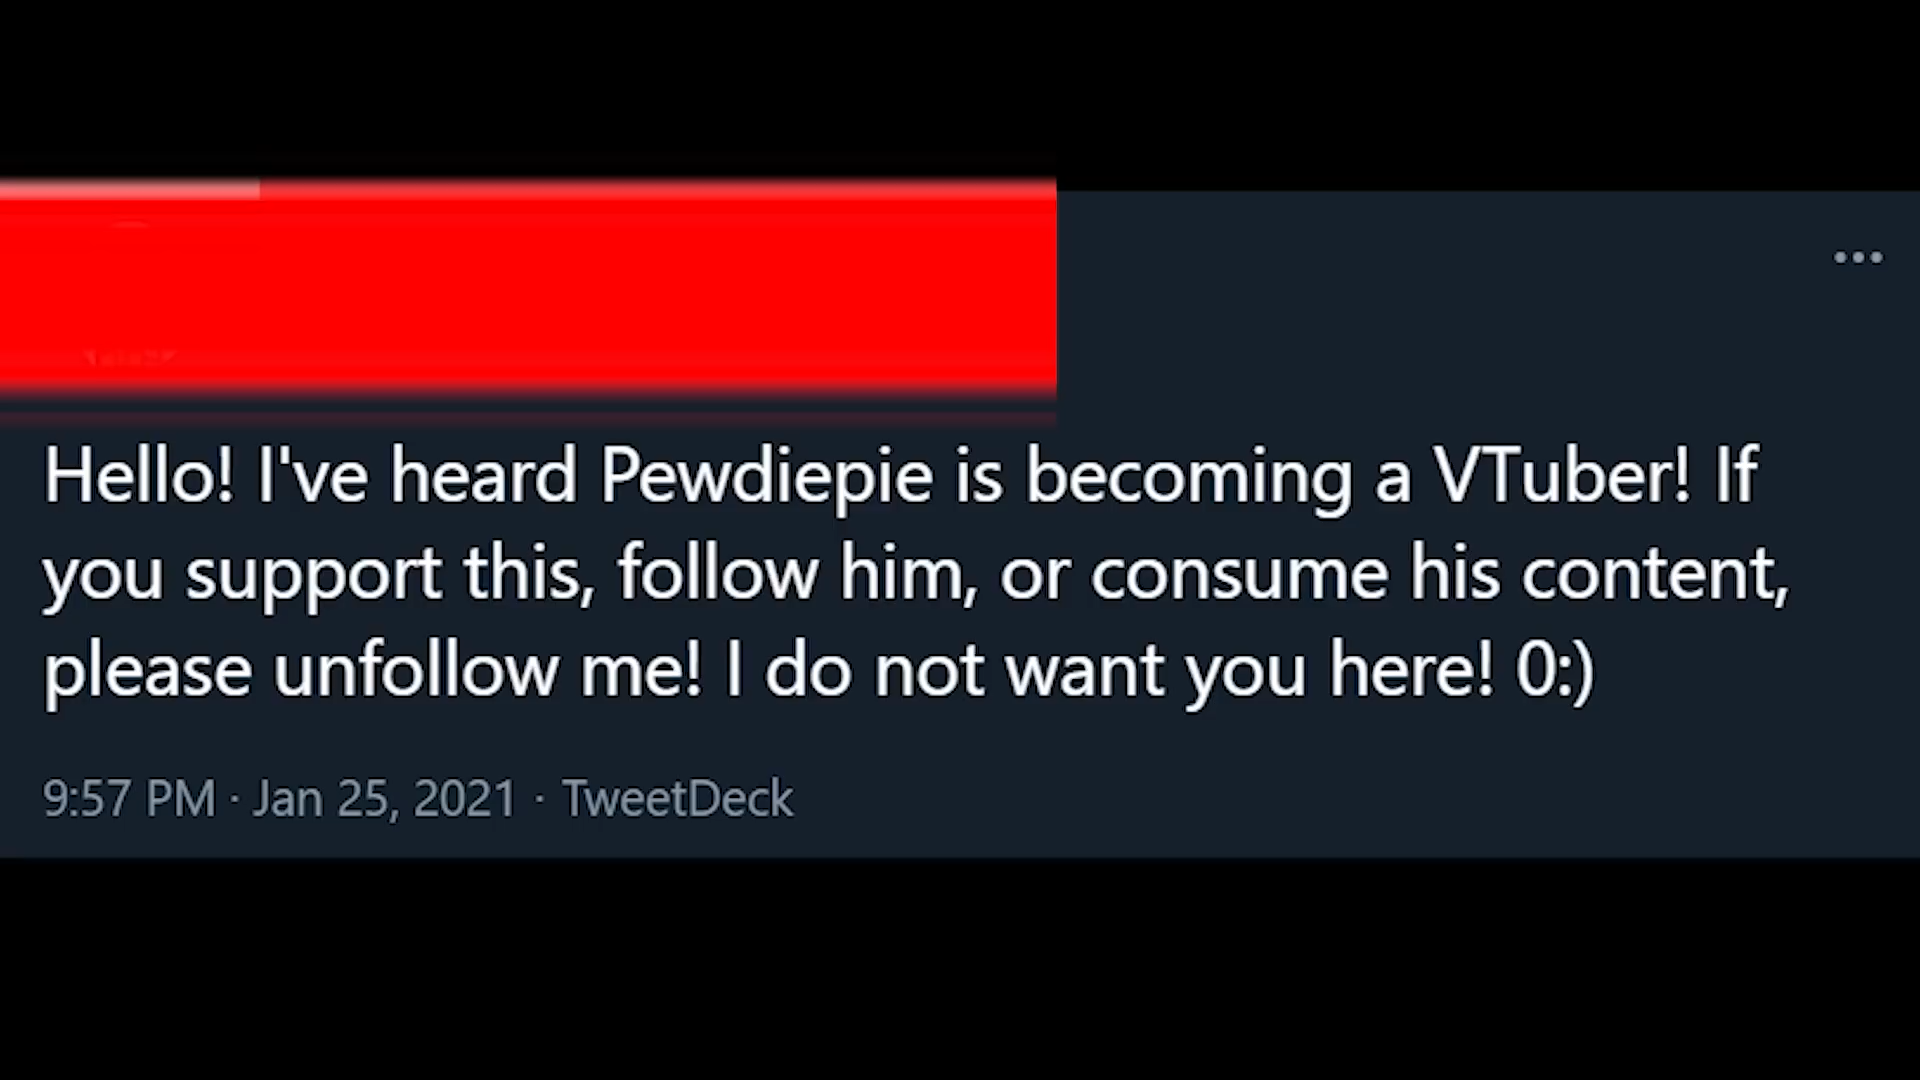 Hello! I've heard Pewdiepie is becoming a VTuber! If
you support this, follow him, or consume his content,
please unfollow me! I do not want you here! 0:)
9:57 PM · Jan 25, 2021 · TweetDeck